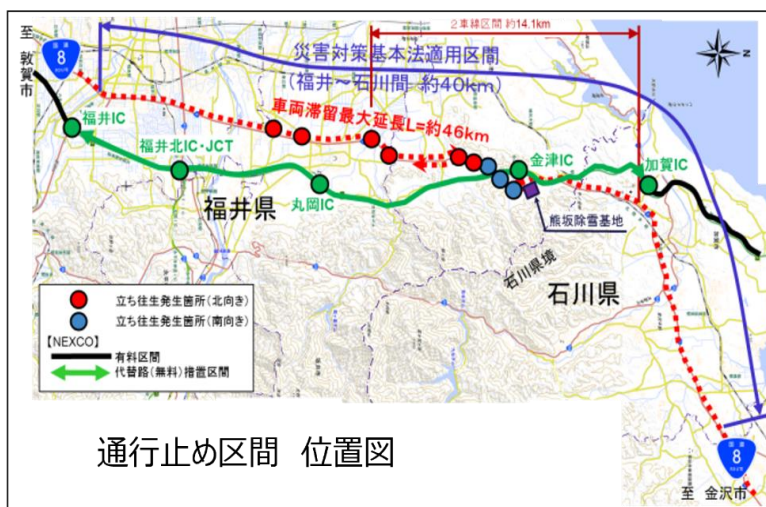 2車線区間 約14.1km
至
敦賀市
国道
8
災害対策基本法適用区間
(福井～石川間 約40km)
N
車両滞留最大延長L=約46km
福井IC
福井北IC・JCT
金津IC
加賀IC
丸岡IC
福井県
熊坂除雪基地
石川県境
石川県
立ち往生発生箇所(北向き)
立ち往生発生箇所(南向き)
【NEXCO】
有料区間
代替路(無料)措置区間
通行止め区間 位置図
国道
8
至 金沢市